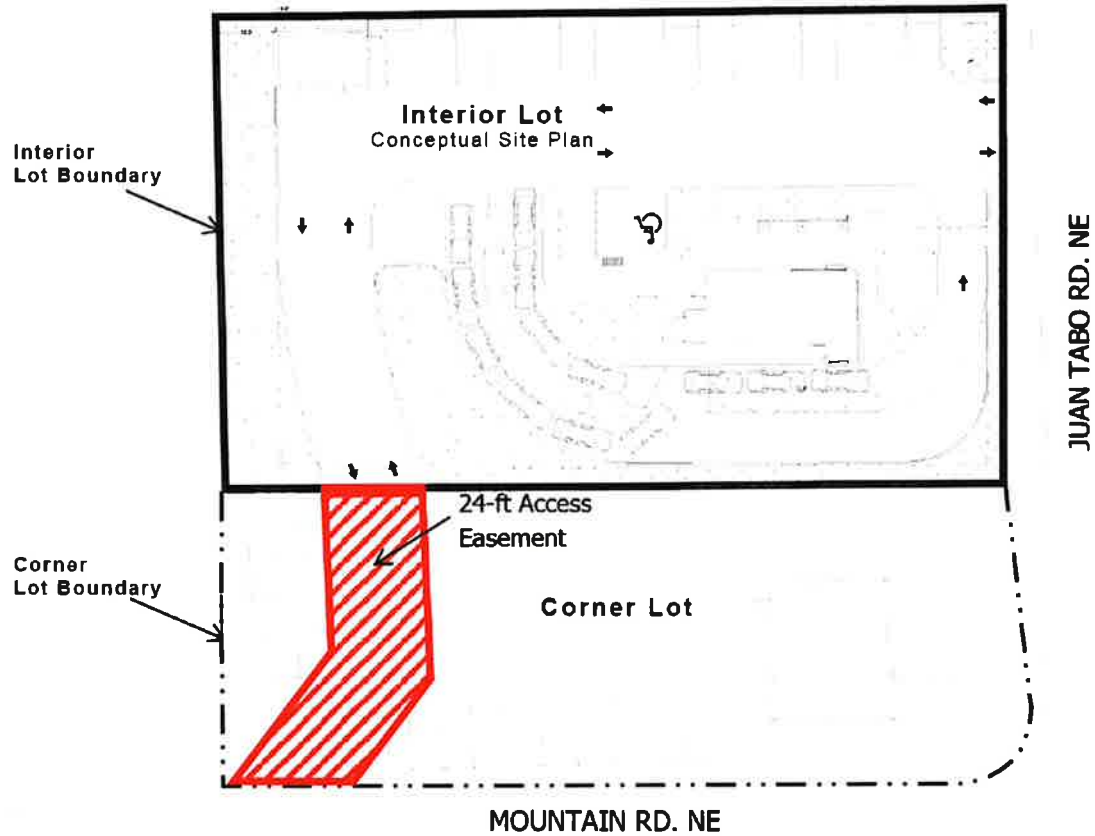 Interior Lot
Conceptual Site Plan
Interior
Lot Boundary
JUAN TABO RD. NE
24-ft Access
Easement
Corner
Lot Boundary
Corner Lot
MOUNTAIN RD. NE